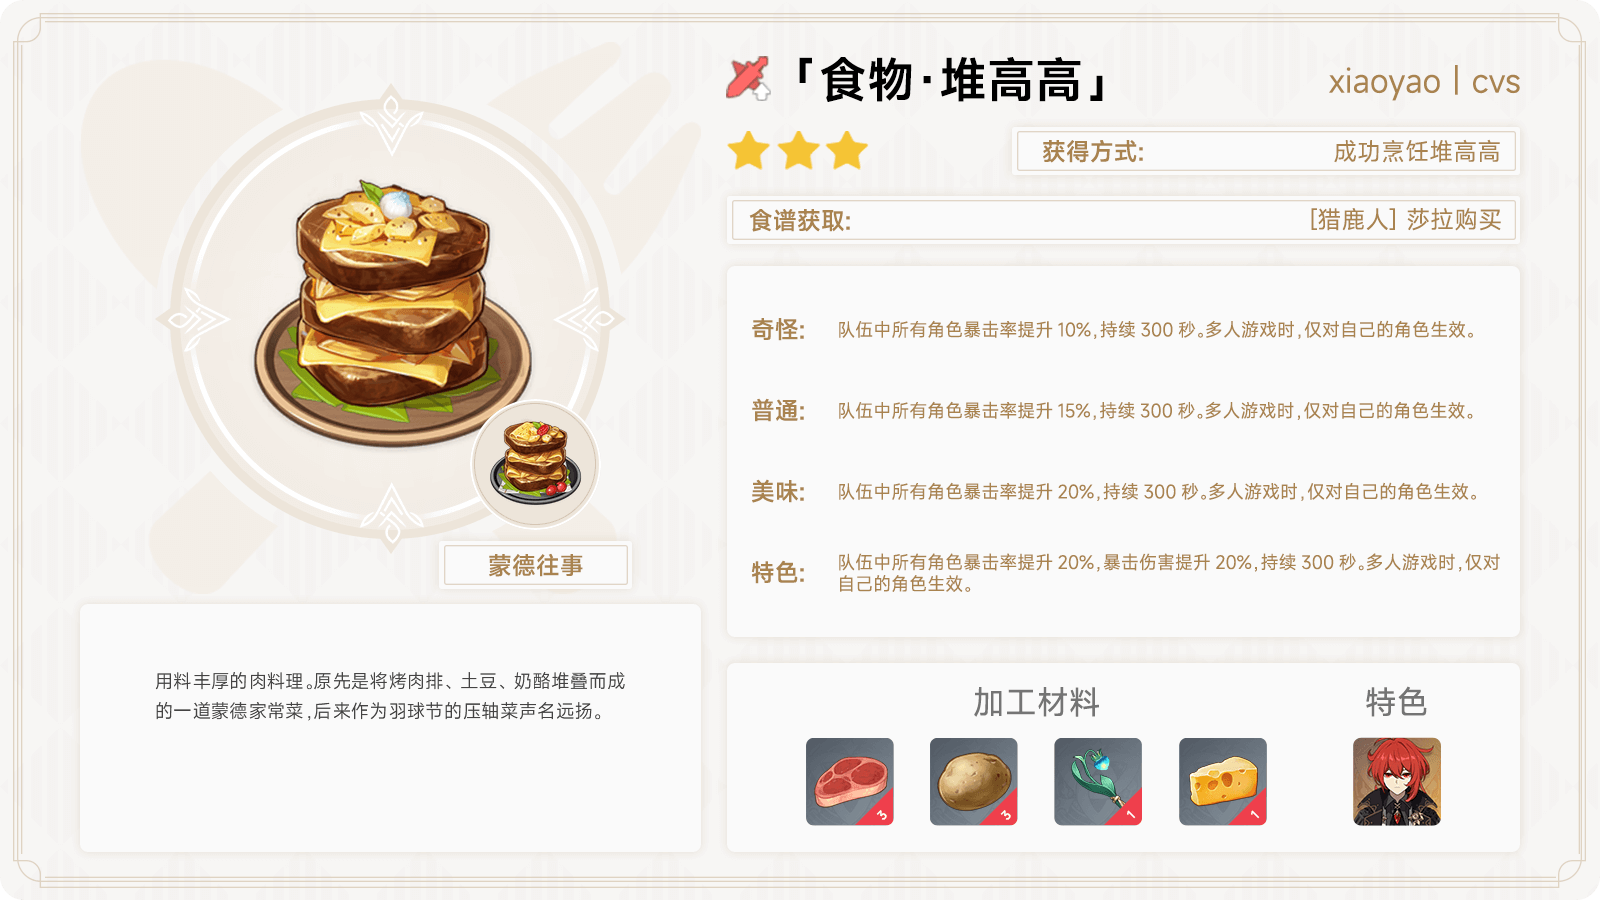 「食物·堆高高」
xiaoyao | cvs
获得方式: 成功烹饪堆高高
食谱获取: [猎鹿人] 莎拉购买
奇怪: 队伍中所有角色暴击率提升 10%,持续 300 秒。多人游戏时,仅对自己的角色生效。
普通: 队伍中所有角色暴击率提升 15%,持续 300 秒。多人游戏时,仅对自己的角色生效。
美味: 队伍中所有角色暴击率提升 20%,持续 300 秒。多人游戏时,仅对自己的角色生效。
特色: 队伍中所有角色暴击率提升 20%,暴击伤害提升 20%,持续 300 秒。多人游戏时,仅对
自己的角色生效。
蒙德往事
用料丰厚的肉料理。原先是将烤肉排、土豆、奶酪堆叠而成
的一道蒙德家常菜,后来作为羽球节的压轴菜声名远扬。
加工材料
特色
3
3
1
1